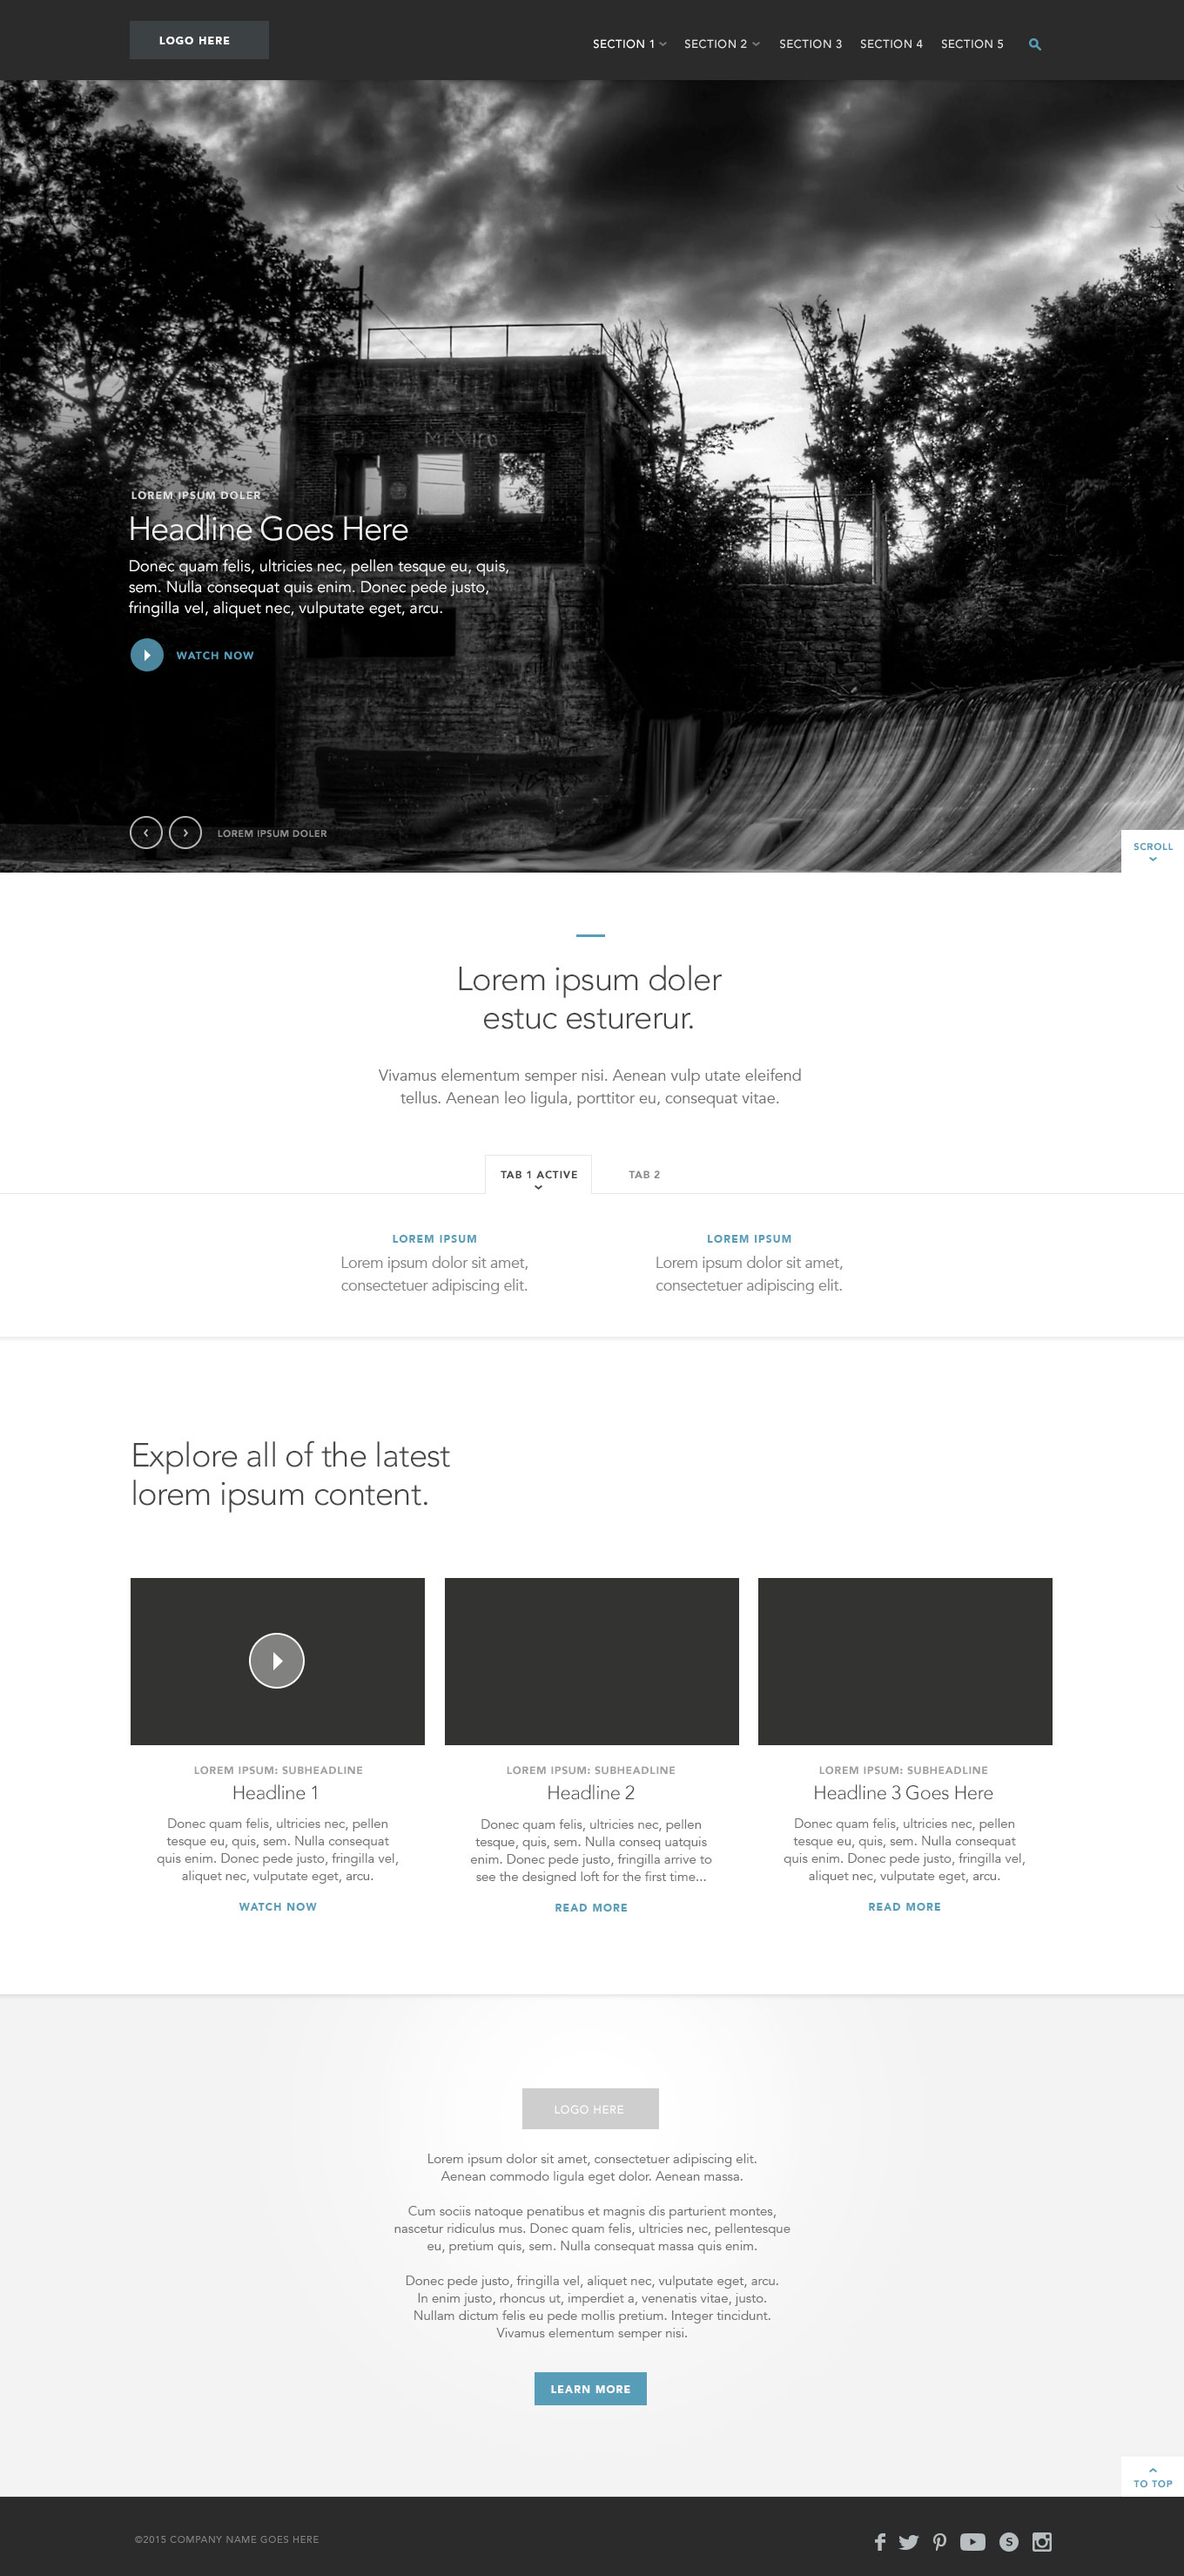 LOGO HERE
SECTION 1
SECTION 2
SECTION 3
SECTION 4
SECTION 5
MEXICO
LOREM IPSUM DOLER
Headline Goes Here
Donec quam felis, ultricies nec, pellen tesque eu, quis,
sem. Nulla consequat quis enim. Donec pede justo,
fringilla vel, aliquet nec, vulputate eget, arcu.
WATCH NOW
LOREM IPSUM DOLER
SCROLL
Lorem ipsum doler
estuc esturerur.
Vivamus elementum semper nisi. Aenean vulp utate eleifend
tellus. Aenean leo ligula, porttitor eu, consequat vitae.
TAB 1 ACTIVE
TAB 2
LOREM IPSUM
Lorem ipsum dolor sit amet,
consectetuer adipiscing elit.
LOREM IPSUM
Lorem ipsum dolor sit amet,
consectetuer adipiscing elit.
Explore all of the latest
lorem ipsum content.
LOREM IPSUM: SUBHEADLINE
Headline 1
Donec quam felis, ultricies nec, pellen
tesque eu, quis, sem. Nulla consequat
quis enim. Donec pede justo, fringilla vel,
aliquet nec, vulputate eget, arcu.
WATCH NOW
LOREM IPSUM: SUBHEADLINE
Headline 2
Donec quam felis, ultricies nec, pellen
tesque, quis, sem. Nulla conseq uatquis
enim. Donec pede justo, fringilla arrive to
see the designed loft for the first time...
READ MORE
LOREM IPSUM: SUBHEADLINE
Headline 3 Goes Here
Donec quam felis, ultricies nec, pellen
tesque eu, quis, sem. Nulla consequat
quis enim. Donec pede justo, fringilla vel,
aliquet nec, vulputate eget, arcu.
READ MORE
LOGO HERE
Lorem ipsum dolor sit amet, consectetuer adipiscing elit.
Aenean commodo ligula eget dolor. Aenean massa.
Cum sociis natoque penatibus et magnis dis parturient montes,
nascetur ridiculus mus. Donec quam felis, ultricies nec, pellentesque
eu, pretium quis, sem. Nulla consequat massa quis enim.
Donec pede justo, fringilla vel, aliquet nec, vulputate eget, arcu.
In enim justo, rhoncus ut, imperdiet a, venenatis vitae, justo.
Nullam dictum felis eu pede mollis pretium. Integer tincidunt.
Vivamus elementum semper nisi.
LEARN MORE
TO TOP
©2015 COMPANY NAME GOES HERE